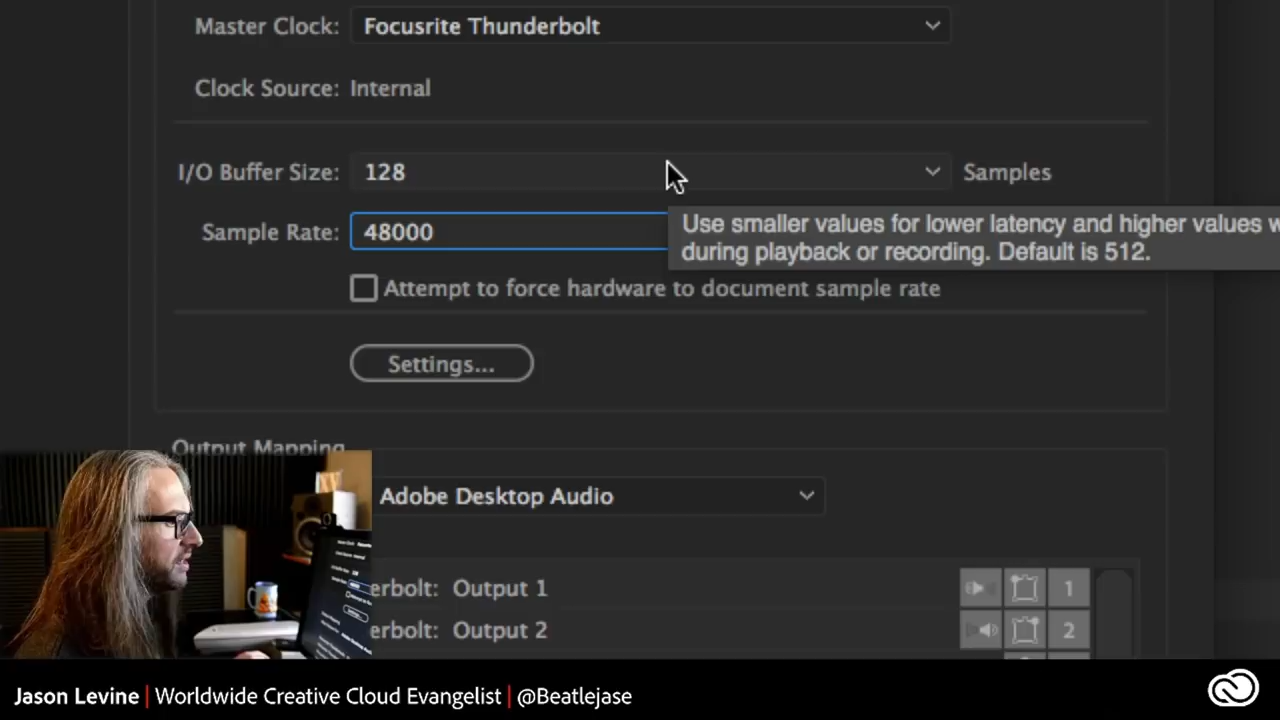 Master Clock: Focusrite Thunderbolt
Clock Source: Internal
I/O Buffer Size: 128 Samples
Sample Rate: 48000
Use smaller values for lower latency and higher values
during playback or recording. Default is 512.
Attempt to force hardware to document sample rate
Settings...
Output Mapping
Adobe Desktop Audio
erbolt: Output 1 1
erbolt: Output 2 2
Jason Levine | Worldwide Creative Cloud Evangelist | @Beatlejase